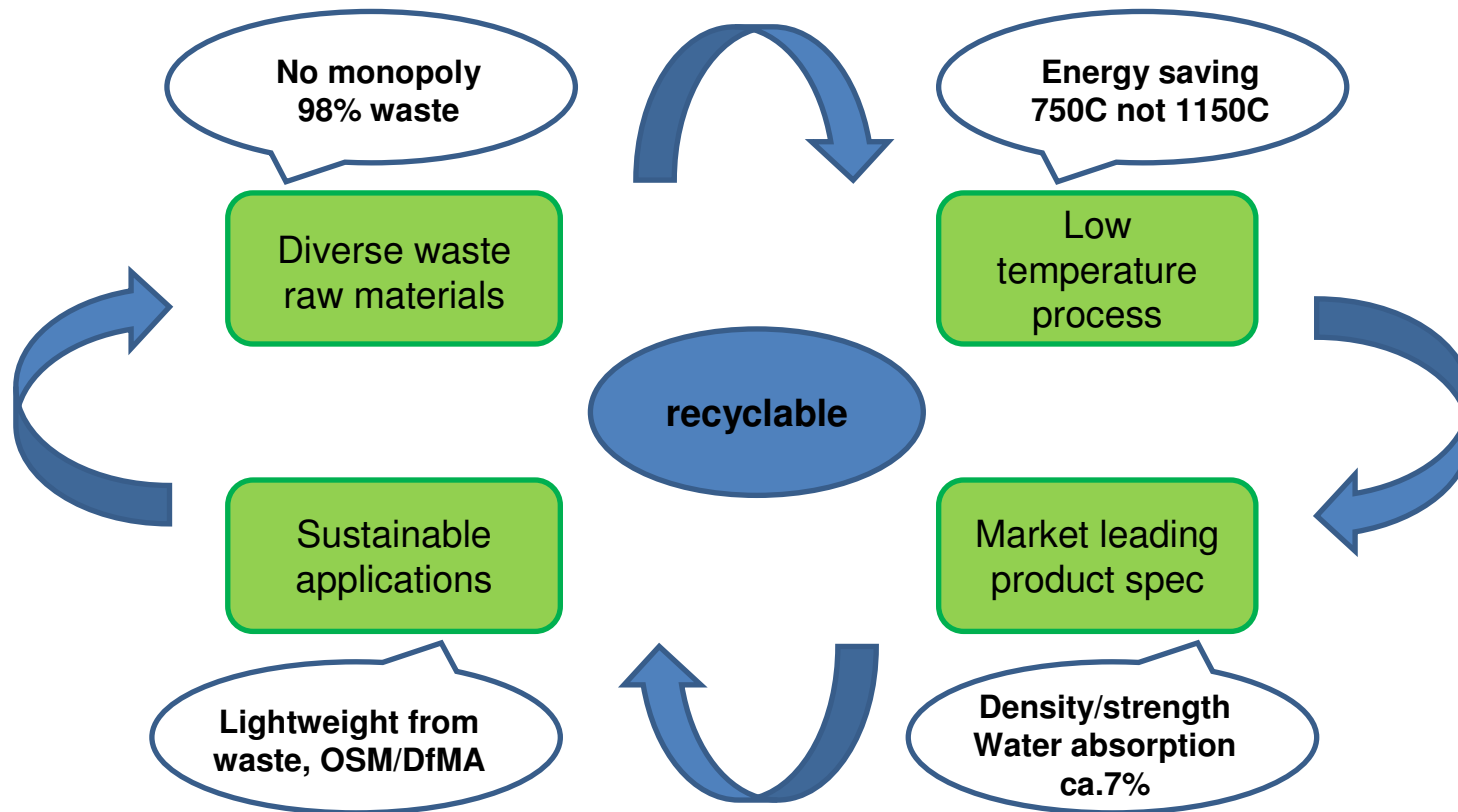 No monopoly
98% waste
Energy saving
750C not 1150C
Diverse waste
raw materials
Low
temperature
process
recyclable
Sustainable
applications
Market leading
product spec
Lightweight from
waste, OSM/DfMA
Density/strength
Water absorption
ca.7%